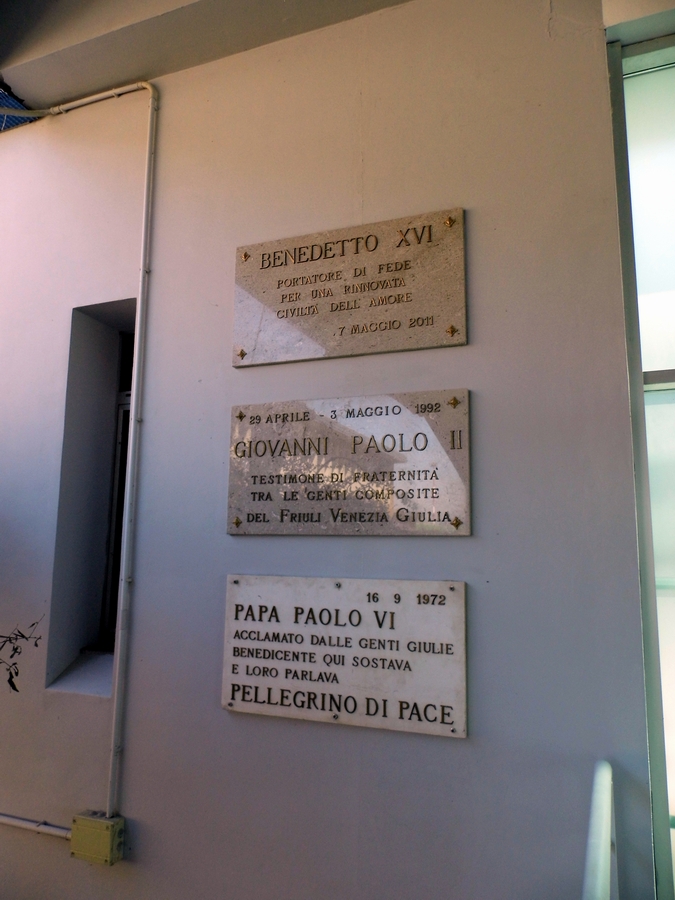 BENEDETTO XVI
PORTATORE DI FEDE
PER UNA RINNOVATA
CIVILTÀ DELL' AMORE
7 MAGGIO 2011
29 APRILE - 3 MAGGIO 1992
GIOVANNI PAOLO II
TESTIMONE DI FRATERNITÀ
TRA LE GENTI COMPOSITE
DEL FRIULI VENEZIA GIULIA
16 9 1972
PAPA PAOLO VI
ACCLAMATO DALLE GENTI GIULIE
BENEDICENTE QUI SOSTAVA
E LORO PARLAVA
PELLEGRINO DI PACE